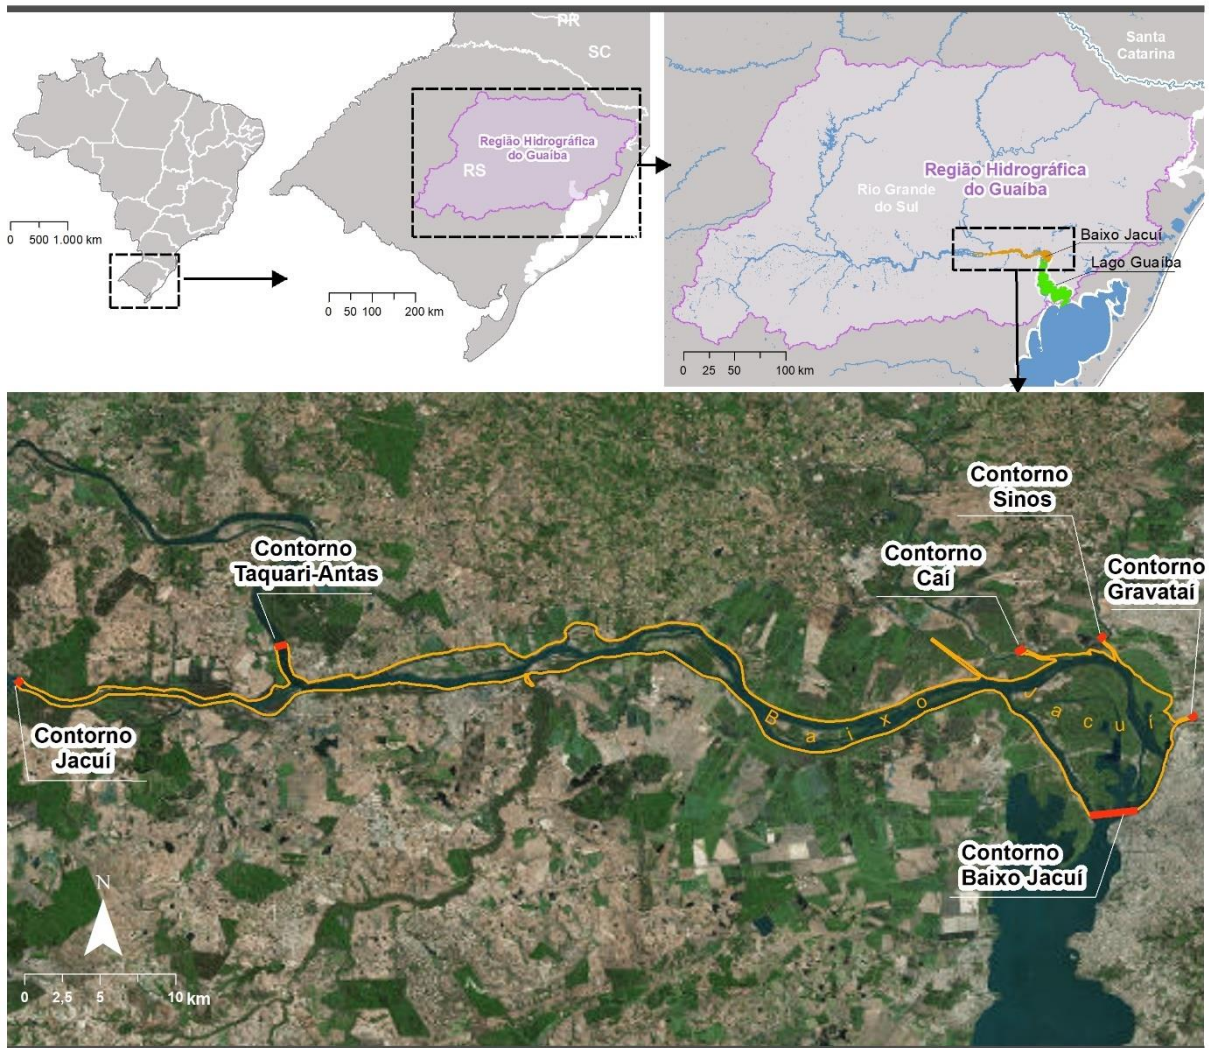 PR
SC
Região Hidrográfica
do Guaíba
RS
0 500 1.000 km
0 50 100 200 km
Santa
Catarina
Região Hidrográfica
do Guaíba
Rio Grande
do Sul
Baixo Jacuí
Lago Guaíba
0 25 50 100 km
Contorno
Sinos
Contorno
Taquari-Antas
Contorno
Caí
Contorno
Gravataí
Baixo Jacuí
Contorno
Jacuí
Contorno
Baixo Jacuí
N
0 2,5 5 10 km